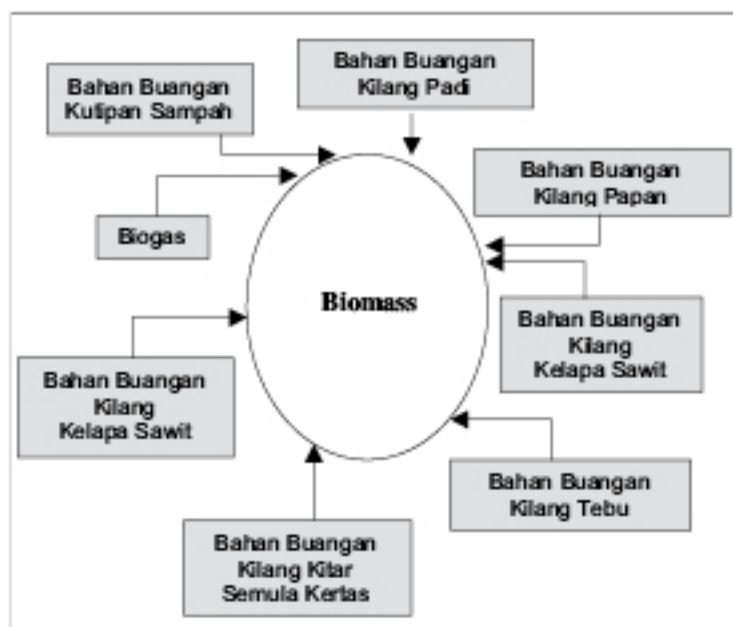 Bahan Buangan
Kilang Padi
Bahan Buangan
Kutipan Sampah
Bahan Buangan
Kilang Papan
Biogas
Biomass
Bahan Buangan
Kilang
Kelapa Sawit
Bahan Buangan
Kilang
Kelapa Sawit
Bahan Buangan
Kilang Tebu
Bahan Buangan
Kilang Kitar
Semula Kertas